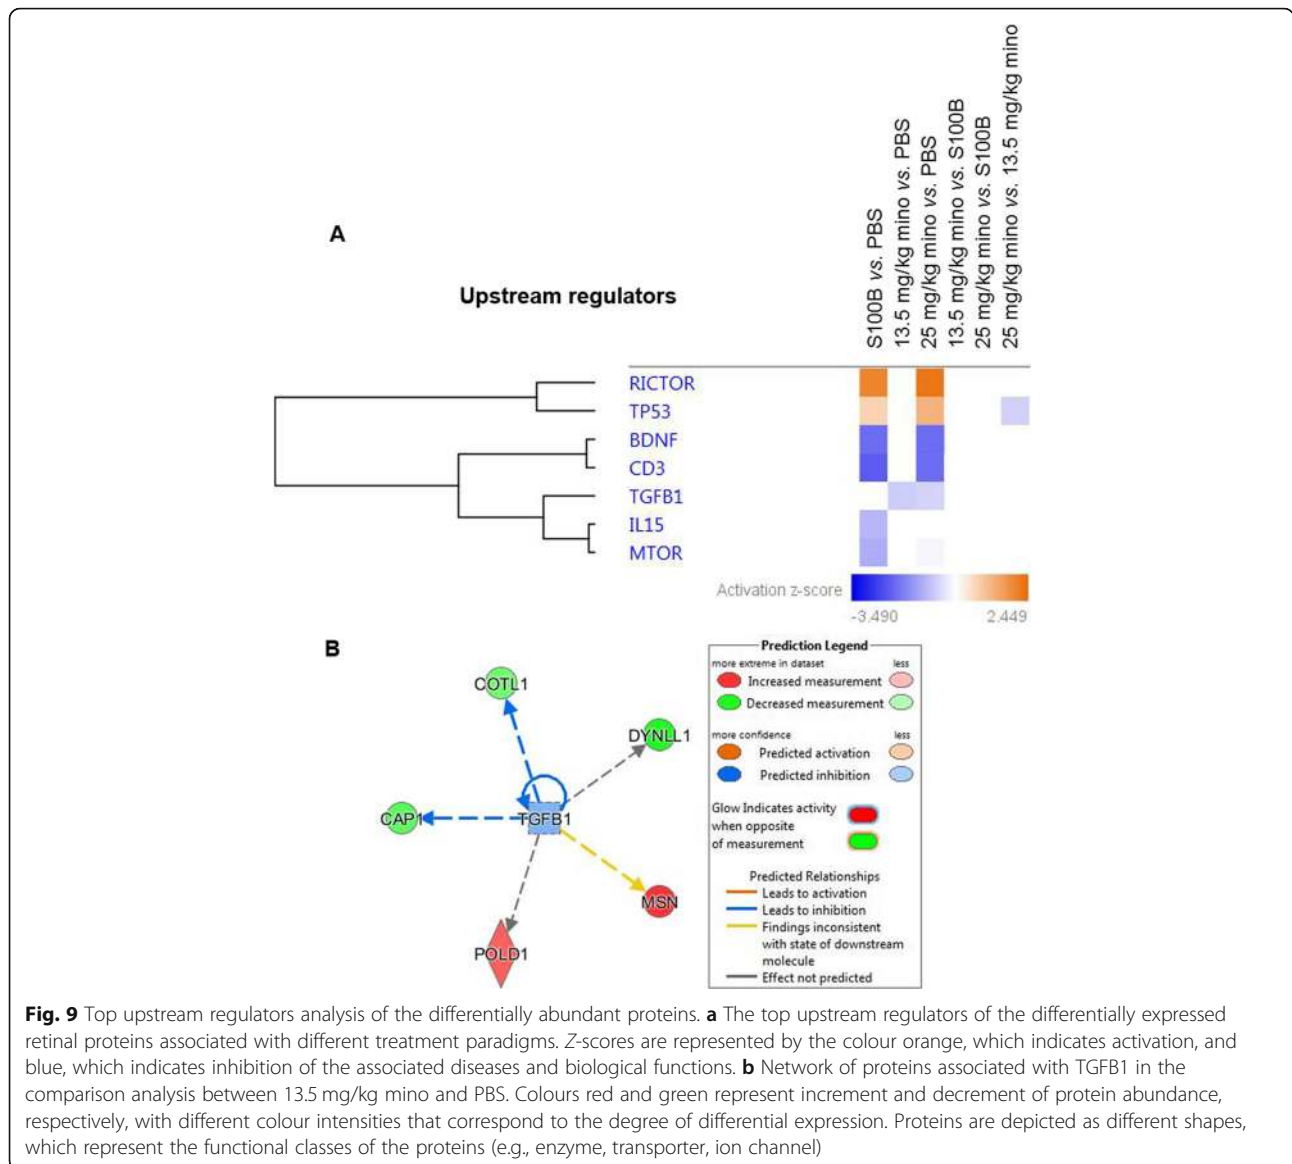 S100B vs. PBS
13.5 mg/kg mino vs. PBS
25 mg/kg mino vs. PBS
13.5 mg/kg mino vs. S100B
25 mg/kg mino vs. S100B
25 mg/kg mino vs. 13.5 mg/kg mino
A
Upstream regulators
RICTOR
TP53
BDNF
CD3
TGFB1
IL15
MTOR
Activation z-score
-3.490 2.449
B
COTL1
DYNLL1
CAP1
TGFB1
MSN
POLD1
Prediction Legend
more extreme in dataset less
Increased measurement
Decreased measurement
more confidence less
Predicted activation
Predicted inhibition
Glow Indicates activity
when opposite
of measurement
Predicted Relationships
Leads to activation
Leads to inhibition
Findings inconsistent
with state of downstream
molecule
Effect not predicted
Fig. 9 Top upstream regulators analysis of the differentially abundant proteins. a The top upstream regulators of the differentially expressed
retinal proteins associated with different treatment paradigms. Z-scores are represented by the colour orange, which indicates activation, and
blue, which indicates inhibition of the associated diseases and biological functions. b Network of proteins associated with TGFB1 in the
comparison analysis between 13.5 mg/kg mino and PBS. Colours red and green represent increment and decrement of protein abundance,
respectively, with different colour intensities that correspond to the degree of differential expression. Proteins are depicted as different shapes,
which represent the functional classes of the proteins (e.g., enzyme, transporter, ion channel)